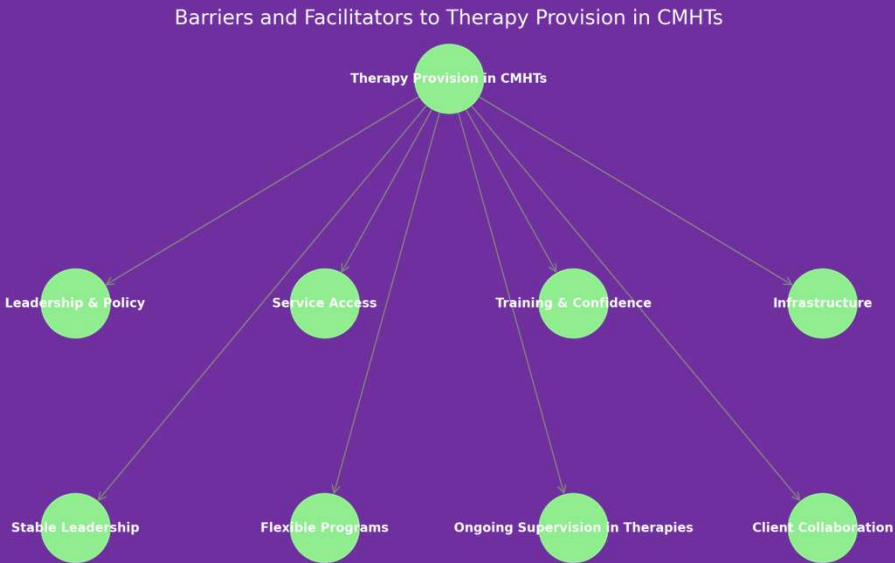 Barriers and Facilitators to Therapy Provision in CMHTs
Therapy Provision in CMHTs
Leadership & Policy
Service Access
Training & Confidence
Infrastructure
Stable Leadership
Flexible Programs
Ongoing Supervision in Therapies
Client Collaboration